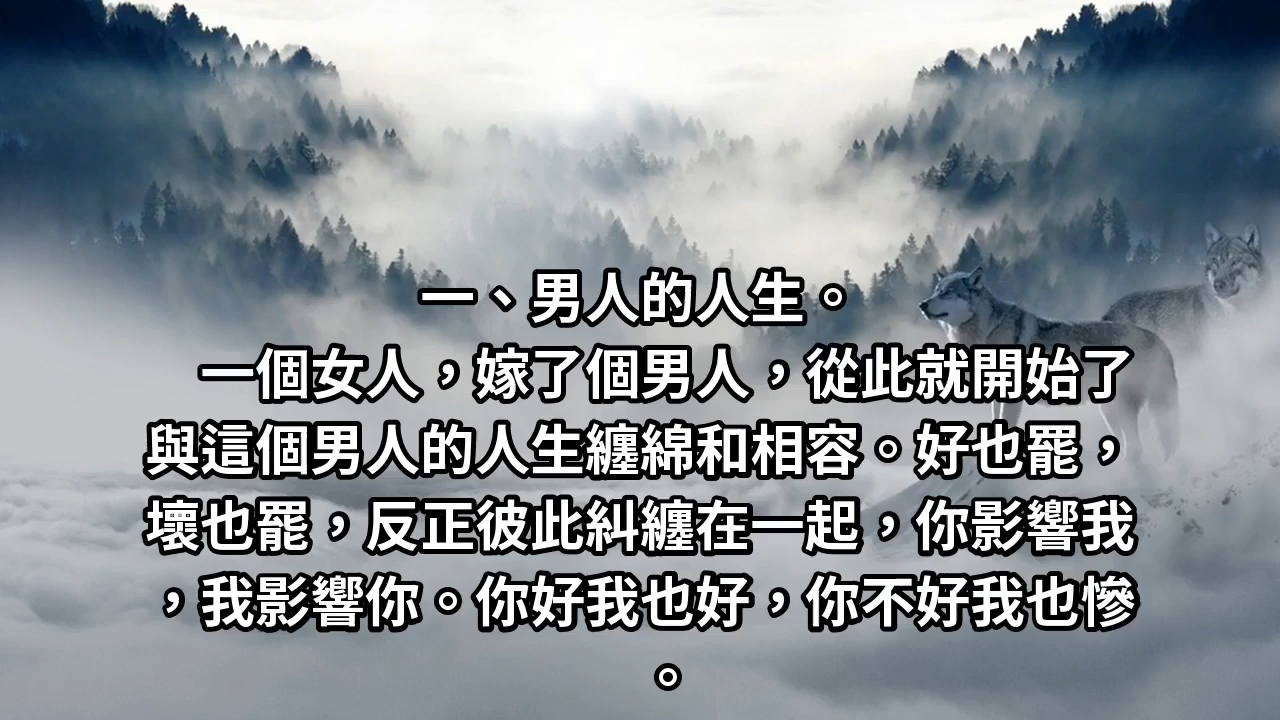 一、男人的人生。
一個女人，嫁了個男人，從此就開始了
與這個男人的人生纏綿和相容。好也罷，
壞也罷，反正彼此糾纏在一起，你影響我
，我影響你。你好我也好，你不好我也慘
。